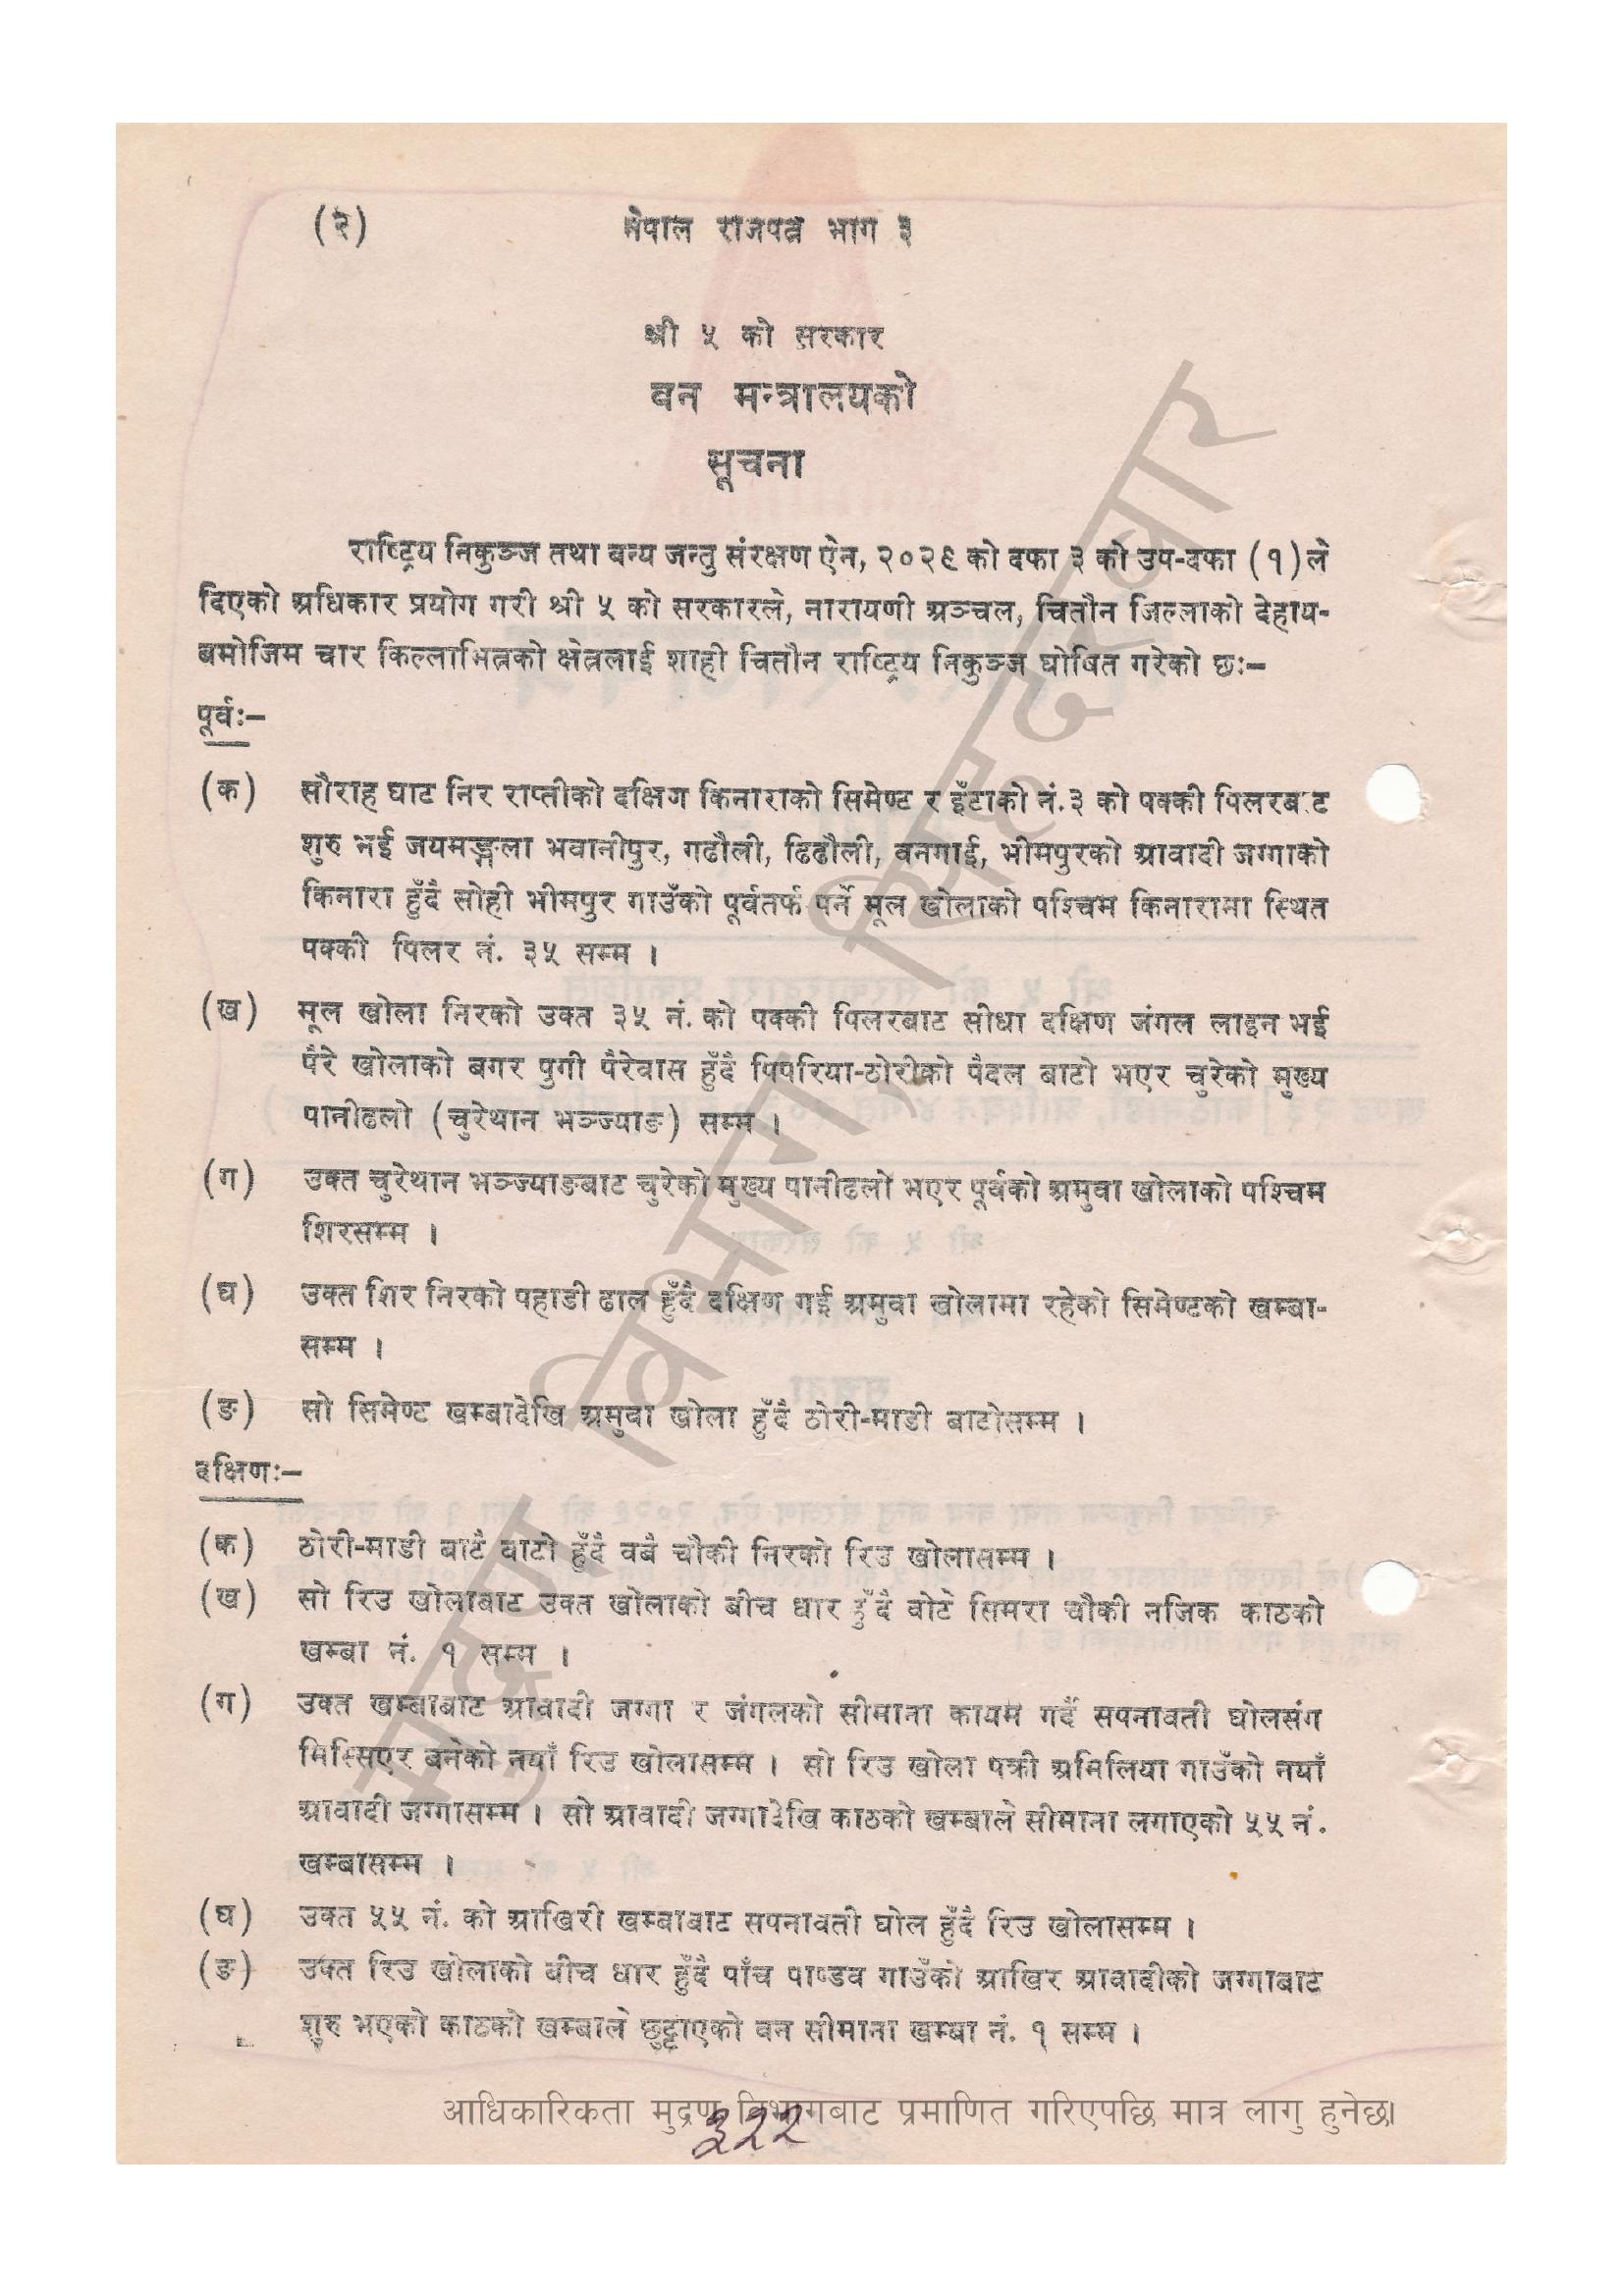 (२) नेपाल राजपत्र भाग ३
श्री ५ को सरकार
वन मन्त्रालयको
सूचना
राष्ट्रिय निकुञ्ज तथा वन्य जन्तु संरक्षण ऐन, २०२९ को दफा ३ को उप-दफा (१) ले
दिएको अधिकार प्रयोग गरी श्री ५ को सरकारले, नारायणी अञ्चल, चितौन जिल्लाको देहाय-
बमोजिम चार किल्लाभित्रको क्षेत्रलाई शाही चितौन राष्ट्रिय निकुञ्ज घोषित गरेको छः–
पूर्वः–
(क) सौराह घाट निर राप्तीको दक्षिण किनाराको सिमेण्ट र इँटाको नं.३ को पक्की पिलरबाट
शुरु भई जयमङ्गला भवानीपुर, गढौली, ढिढौली, वनगाई, भीमपुरको आवादी जग्गाको
किनारा हुँदै सोही भीमपुर गाउँको पूर्वतर्फ पर्ने मूल खोलाको पश्चिम किनारामा स्थित
पक्की पिलर नं. ३५ सम्म ।
(ख) मूल खोला निरको उक्त ३५ नं. को पक्की पिलरबाट सीधा दक्षिण जंगल लाइन भई
पैरे खोलाको बगर पुगी पैरेवास हुँदै पिपरिया-ठोरीको पैदल बाटो भएर चुरेको मुख्य
पानीढलो (चुरेथान भञ्ज्याङ) सम्म ।
(ग) उक्त चुरेथान भञ्ज्याङबाट चुरेको मुख्य पानीढलो भएर पूर्वको अमुवा खोलाको पश्चिम
शिरसम्म ।
(घ) उक्त शिर निरको पहाडी ढाल हुँदै दक्षिण गई अमुवा खोलामा रहेको सिमेण्टको खम्बा-
सम्म ।
(ङ) सो सिमेण्ट खम्बादेखि अमुवा खोला हुँदै ठोरी-माडी बाटोसम्म ।
दक्षिणः–
(क) ठोरी-माडी बाटै बाटो हुँदै वबै चौकी निरको रिउ खोलासम्म ।
(ख) सो रिउ खोलाबाट उक्त खोलाको बीच धार हुँदै वोटे सिमरा चौकी नजिक काठको
खम्बा नं. १ सम्म ।
(ग) उक्त खम्बाबाट आवादी जग्गा र जंगलको सीमाना कायम गर्दै सपनावती घोलसंग
मिस्सिएर बनेको नयाँ रिउ खोलासम्म । सो रिउ खोला पक्री अमिलिया गाउँको नयाँ
आवादी जग्गासम्म । सो आवादी जग्गादेखि काठको खम्बाले सीमाना लगाएको ५५ नं.
खम्बासम्म ।
(घ) उक्त ५५ नं. को आखिरी खम्बाबाट सपनावती घोल हुँदै रिउ खोलासम्म ।
(ङ) उक्त रिउ खोलाको बीच धार हुँदै पाँच पाण्डव गाउँको आखिर आवादीको जग्गाबाट
शुरु भएको काठको खम्बाले छुट्टाएको वन सीमाना खम्बा नं. १ सम्म ।
मुद्रण विभाग, सिंहदरबार
आधिकारिकता मुद्रण विभागबाट प्रमाणित गरिएपछि मात्र लागु हुनेछ।
३२२